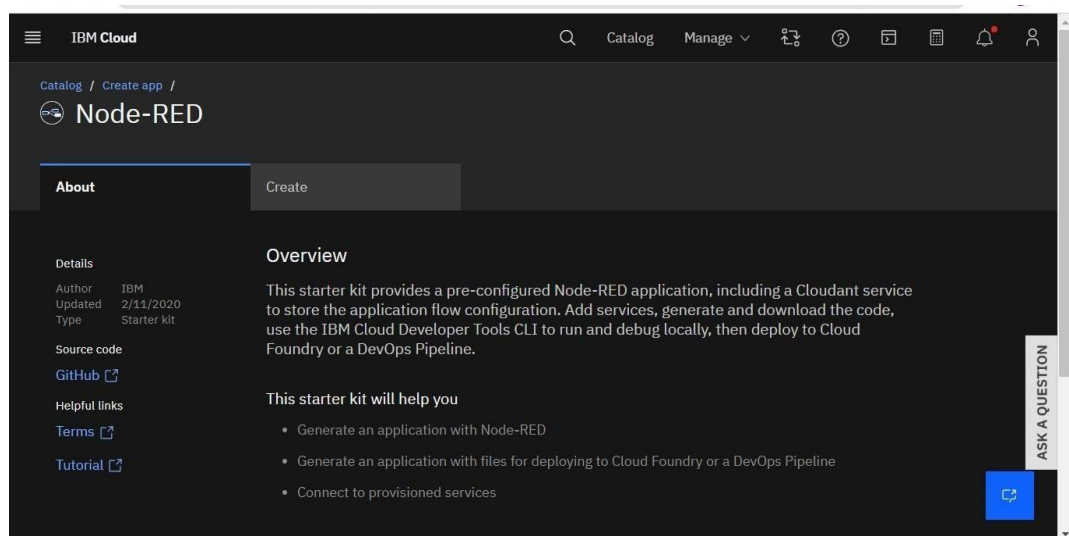 IBM Cloud
Catalog
Manage
Catalog / Create app /
Node-RED
About
Create
Details
Author IBM
Updated 2/11/2020
Type Starter kit
Source code
GitHub
Helpful links
Terms
Tutorial
Overview
This starter kit provides a pre-configured Node-RED application, including a Cloudant service
to store the application flow configuration. Add services, generate and download the code,
use the IBM Cloud Developer Tools CLI to run and debug locally, then deploy to Cloud
Foundry or a DevOps Pipeline.
This starter kit will help you
• Generate an application with Node-RED
• Generate an application with files for deploying to Cloud Foundry or a DevOps Pipeline
• Connect to provisioned services
ASK A QUESTION